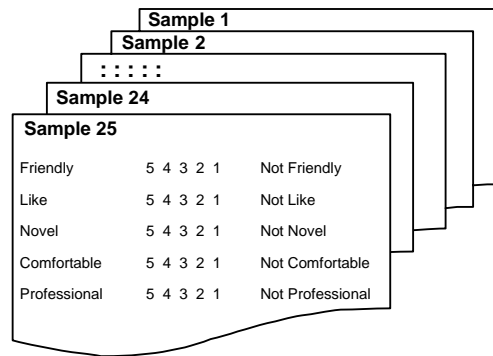 Sample 1
Sample 2
: : : : :
Sample 24
Sample 25
Friendly 5 4 3 2 1 Not Friendly
Like 5 4 3 2 1 Not Like
Novel 5 4 3 2 1 Not Novel
Comfortable 5 4 3 2 1 Not Comfortable
Professional 5 4 3 2 1 Not Professional